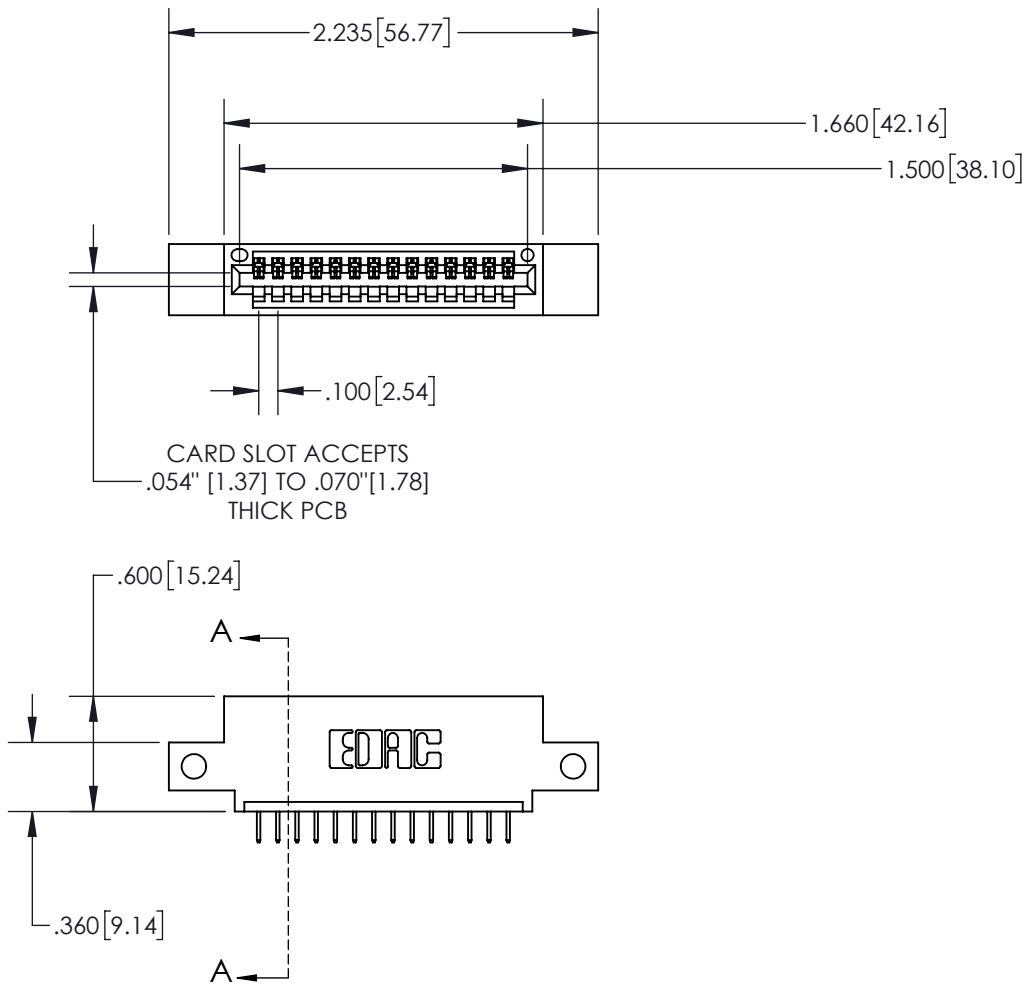 2.235[56.77]
1.660[42.16]
1.500[38.10]
.100[2.54]
CARD SLOT ACCEPTS
.054" [1.37] TO .070"[1.78]
THICK PCB
.600[15.24]
A
EDAC
.360[9.14]
A